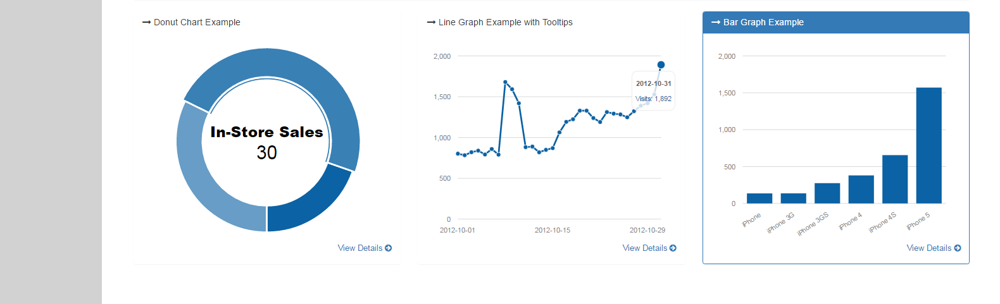 Donut Chart Example
In-Store Sales
30
View Details
Line Graph Example with Tooltips
2,000
1,500
1,000
500
0
2012-10-31
Visits: 1,892
2012-10-01
2012-10-15
2012-10-29
View Details
Bar Graph Example
2,000
1,500
1,000
500
0
iPhone
iPhone 3G
iPhone 3GS
iPhone 4
iPhone 4S
iPhone 5
View Details